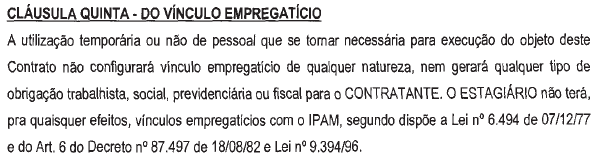 CLÁUSULA QUINTA - DO VÍNCULO EMPREGATÍCIO
A utilização temporária ou não de pessoal que se tornar necessária para execução do objeto deste
Contrato não configurará vínculo empregatício de qualquer natureza, nem gerará qualquer tipo de
obrigação trabalhista, social, previdenciária ou fiscal para o CONTRATANTE. O ESTAGIÁRIO não terá,
pra quaisquer efeitos, vínculos empregatícios com o IPAM, segundo dispõe a Lei nº 6.494 de 07/12/77
e do Art. 6 do Decreto nº 87.497 de 18/08/82 e Lei nº 9.394/96.